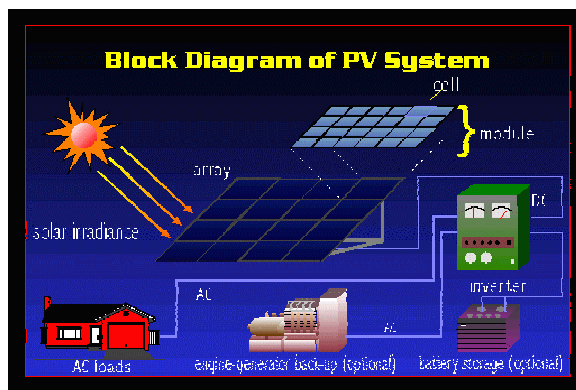 Block Diagram of PV System
cell
module
array
solar irradiance
DC
inverter
AC
AC
AC loads
engine-generator back-up (optional)
battery storage (optional)